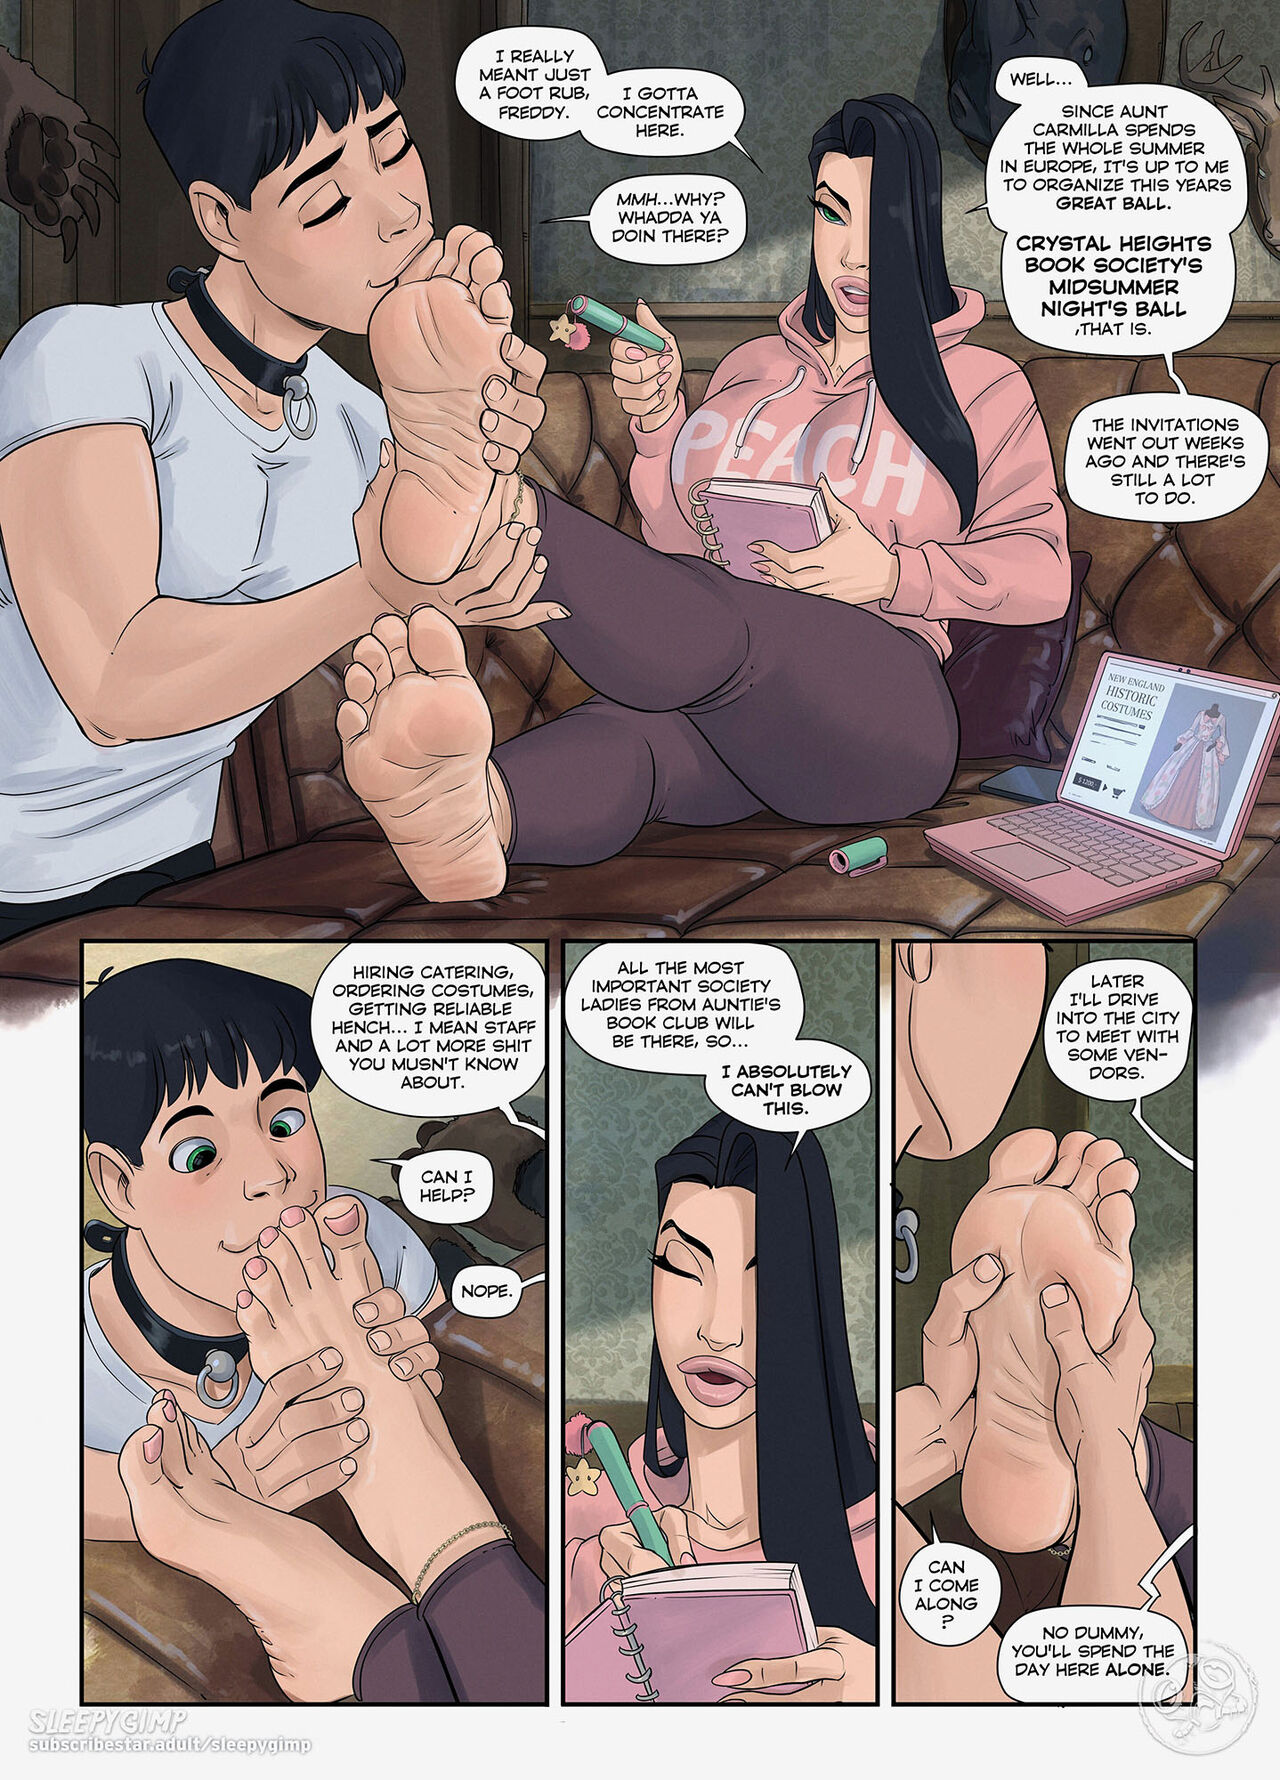 I REALLY
MEANT JUST
A FOOT RUB,
FREDDY.
I GOTTA
CONCENTRATE
HERE.
MMH...WHY?
WHADDA YA
DOIN THERE?
WELL...
SINCE AUNT
CARMILLA SPENDS
THE WHOLE SUMMER
IN EUROPE, IT'S UP TO ME
TO ORGANIZE THIS YEARS
GREAT BALL.
CRYSTAL HEIGHTS
BOOK SOCIETY'S
MIDSUMMER
NIGHT'S BALL
,THAT IS.
THE INVITATIONS
WENT OUT WEEKS
AGO AND THERE'S
STILL A LOT
TO DO.
PEACH
NEW ENGLAND
HISTORIC
COSTUMES
$ 1200.-
HIRING CATERING,
ORDERING COSTUMES,
GETTING RELIABLE
HENCH... I MEAN STAFF
AND A LOT MORE SHIT
YOU MUSN'T KNOW
ABOUT.
CAN I
HELP?
NOPE.
ALL THE MOST
IMPORTANT SOCIETY
LADIES FROM AUNTIE'S
BOOK CLUB WILL
BE THERE, SO...
I ABSOLUTELY
CAN'T BLOW
THIS.
LATER
I'LL DRIVE
INTO THE CITY
TO MEET WITH
SOME VEN-
DORS.
CAN
I COME
ALONG
?
NO DUMMY,
YOU'LL SPEND THE
DAY HERE ALONE.
SLEEPYGIMP
subscribestar.adult/sleepygimp